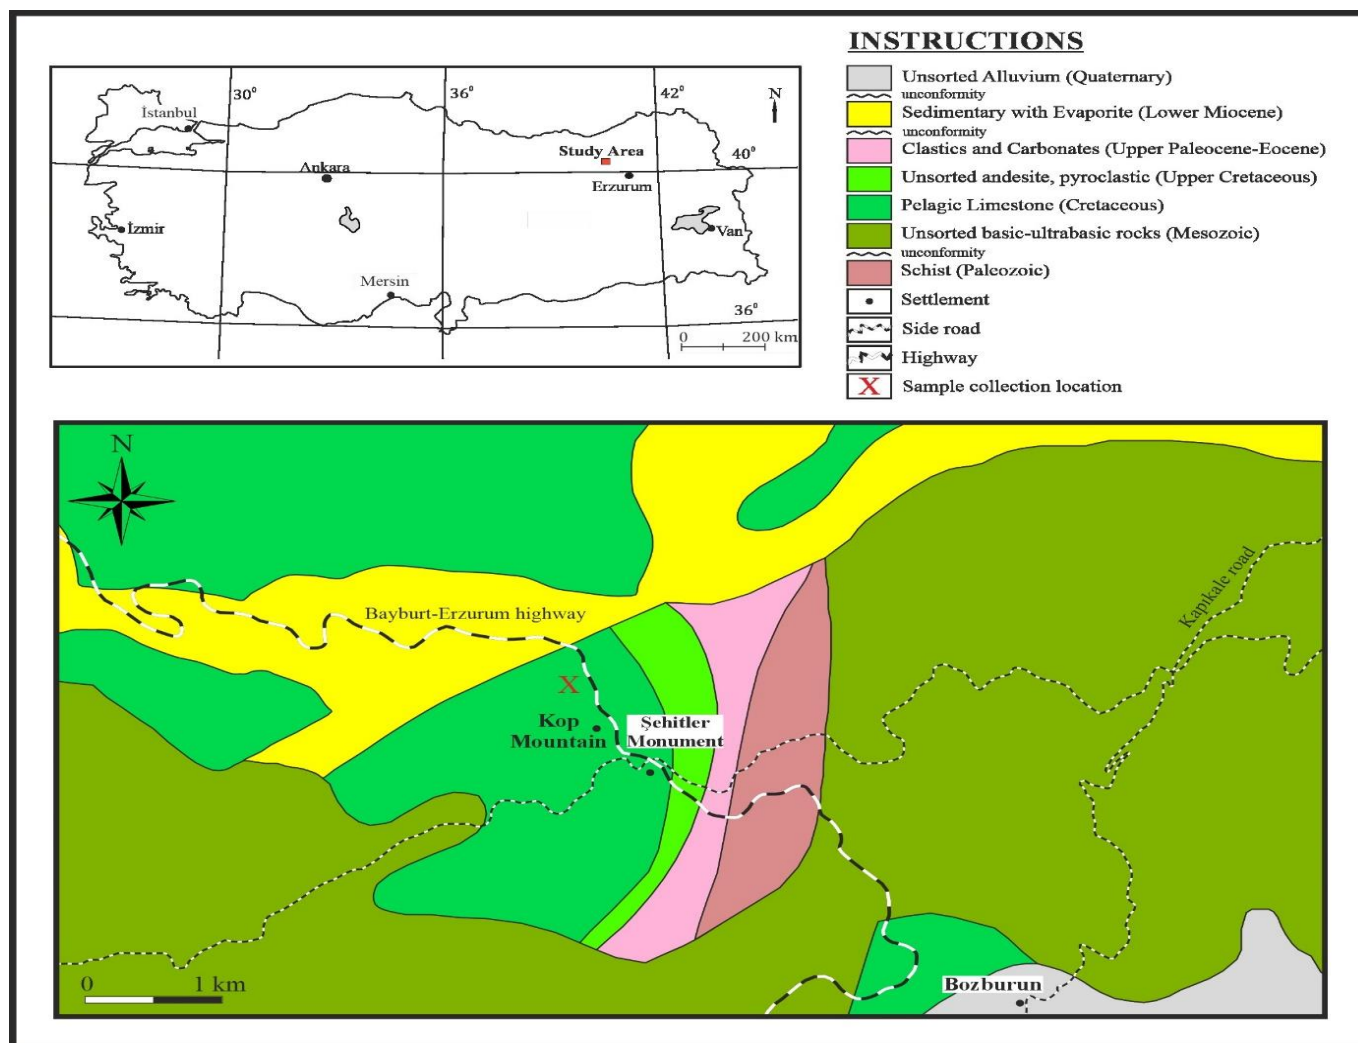 INSTRUCTIONS
Unsorted Alluvium (Quaternary)
unconformity
Sedimentary with Evaporite (Lower Miocene)
unconformity
Clastics and Carbonates (Upper Paleocene-Eocene)
Unsorted andesite, pyroclastic (Upper Cretaceous)
Pelagic Limestone (Cretaceous)
Unsorted basic-ultrabasic rocks (Mesozoic)
unconformity
Schist (Paleozoic)
Settlement
Side road
Highway
X Sample collection location
30° 36° 42° N
İstanbul
Study Area 40°
Ankara
Erzurum
İzmir
Van
Mersin
36°
0 200 km
N
Kapıkale road
Bayburt-Erzurum highway
X
Kop
Mountain
Şehitler
Monument
Bozburun
0 1 km